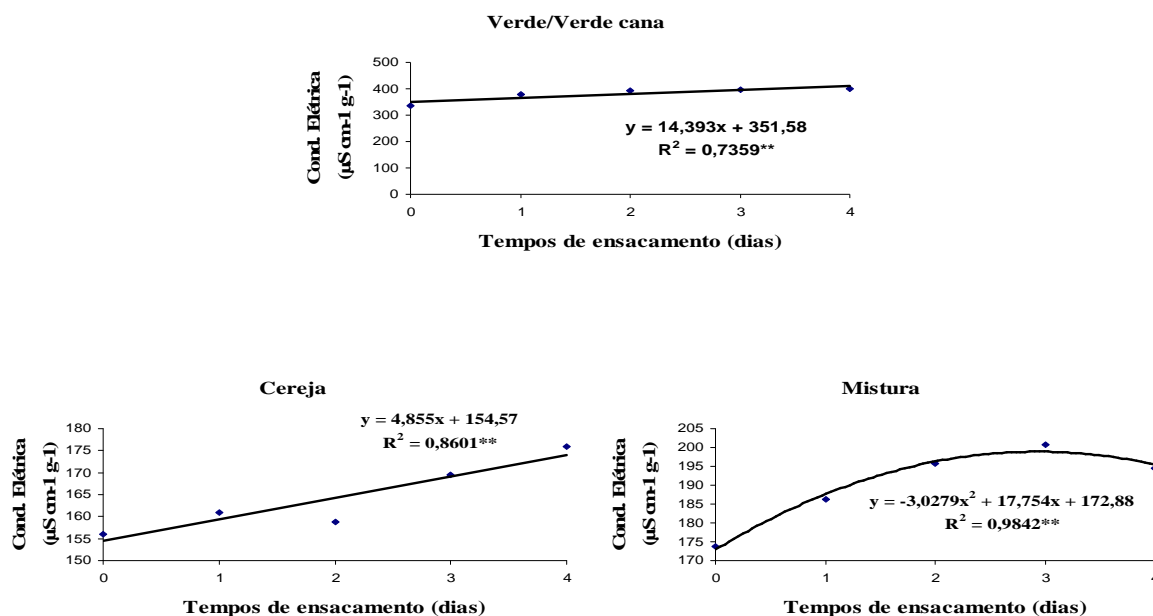 Verde/Verde cana
Cond. Elétrica
(µS cm-1 g-1)
500
400
300
200
100
0
y = 14,393x + 351,58
R² = 0,7359**
0 1 2 3 4
Tempos de ensacamento (dias)
Cereja
Cond. Elétrica
(µS cm-1 g-1)
180
175
170
165
160
155
150
y = 4,855x + 154,57
R² = 0,8601**
0 1 2 3 4
Tempos de ensacamento (dias)
Mistura
Cond. Elétrica
(µS cm-1 g-1)
205
200
195
190
185
180
175
170
y = -3,0279x² + 17,754x + 172,88
R² = 0,9842**
0 1 2 3 4
Tempos de ensacamento (dias)